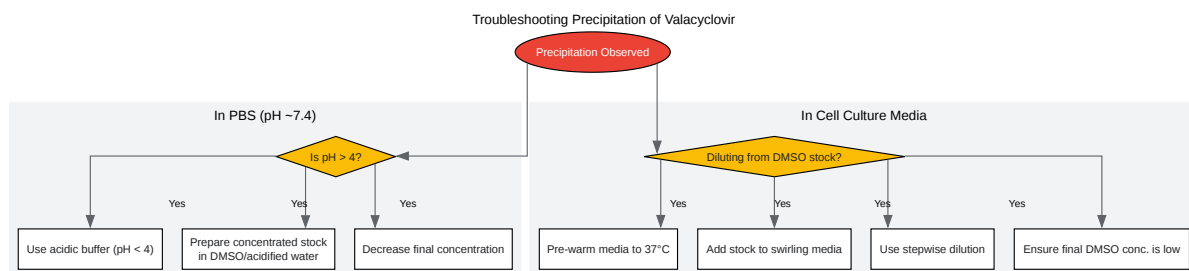 Troubleshooting Precipitation of Valacyclovir
Precipitation Observed
In PBS (pH ~7.4)
In Cell Culture Media
Is pH > 4?
Diluting from DMSO stock?
Yes
Yes
Yes
Yes
Yes
Yes
Yes
Use acidic buffer (pH < 4)
Prepare concentrated stock
in DMSO/acidified water
Decrease final concentration
Pre-warm media to 37°C
Add stock to swirling media
Use stepwise dilution
Ensure final DMSO conc. is low